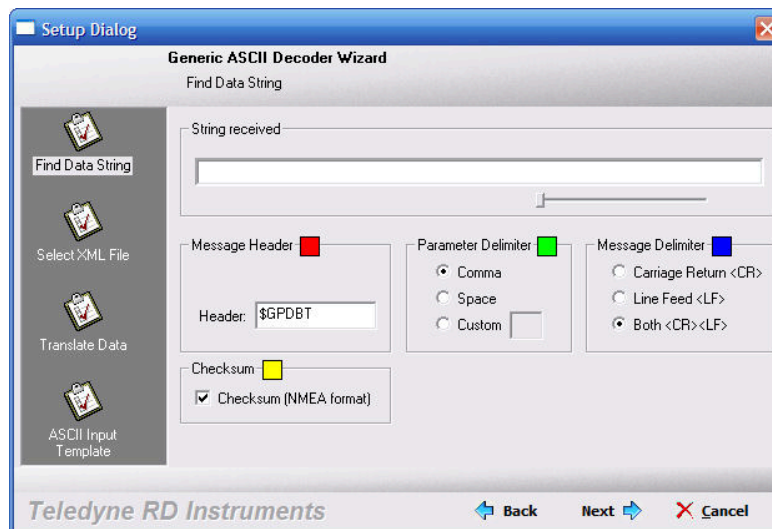 Setup Dialog
Generic ASCII Decoder Wizard
Find Data String
Find Data String
Select XML File
Translate Data
ASCII Input
Template
String received
Message Header
Header: $GPDBT
Parameter Delimiter
Comma
Space
Custom
Message Delimiter
Carriage Return <CR>
Line Feed <LF>
Both <CR><LF>
Checksum
Checksum (NMEA format)
Teledyne RD Instruments
Back
Next
Cancel